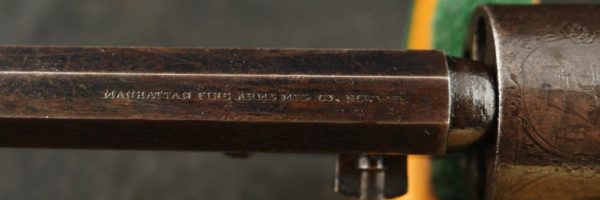 MANHATTAN FIRE ARMS MFG. CO.